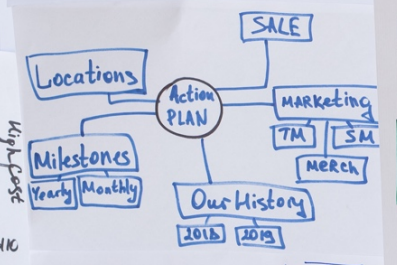 SALE
Locations
Action
PLAN
MARKeting
TM
SM
MeRcH
Milestones
Yearly
Monthly
Our History
2018
2019
High Cost